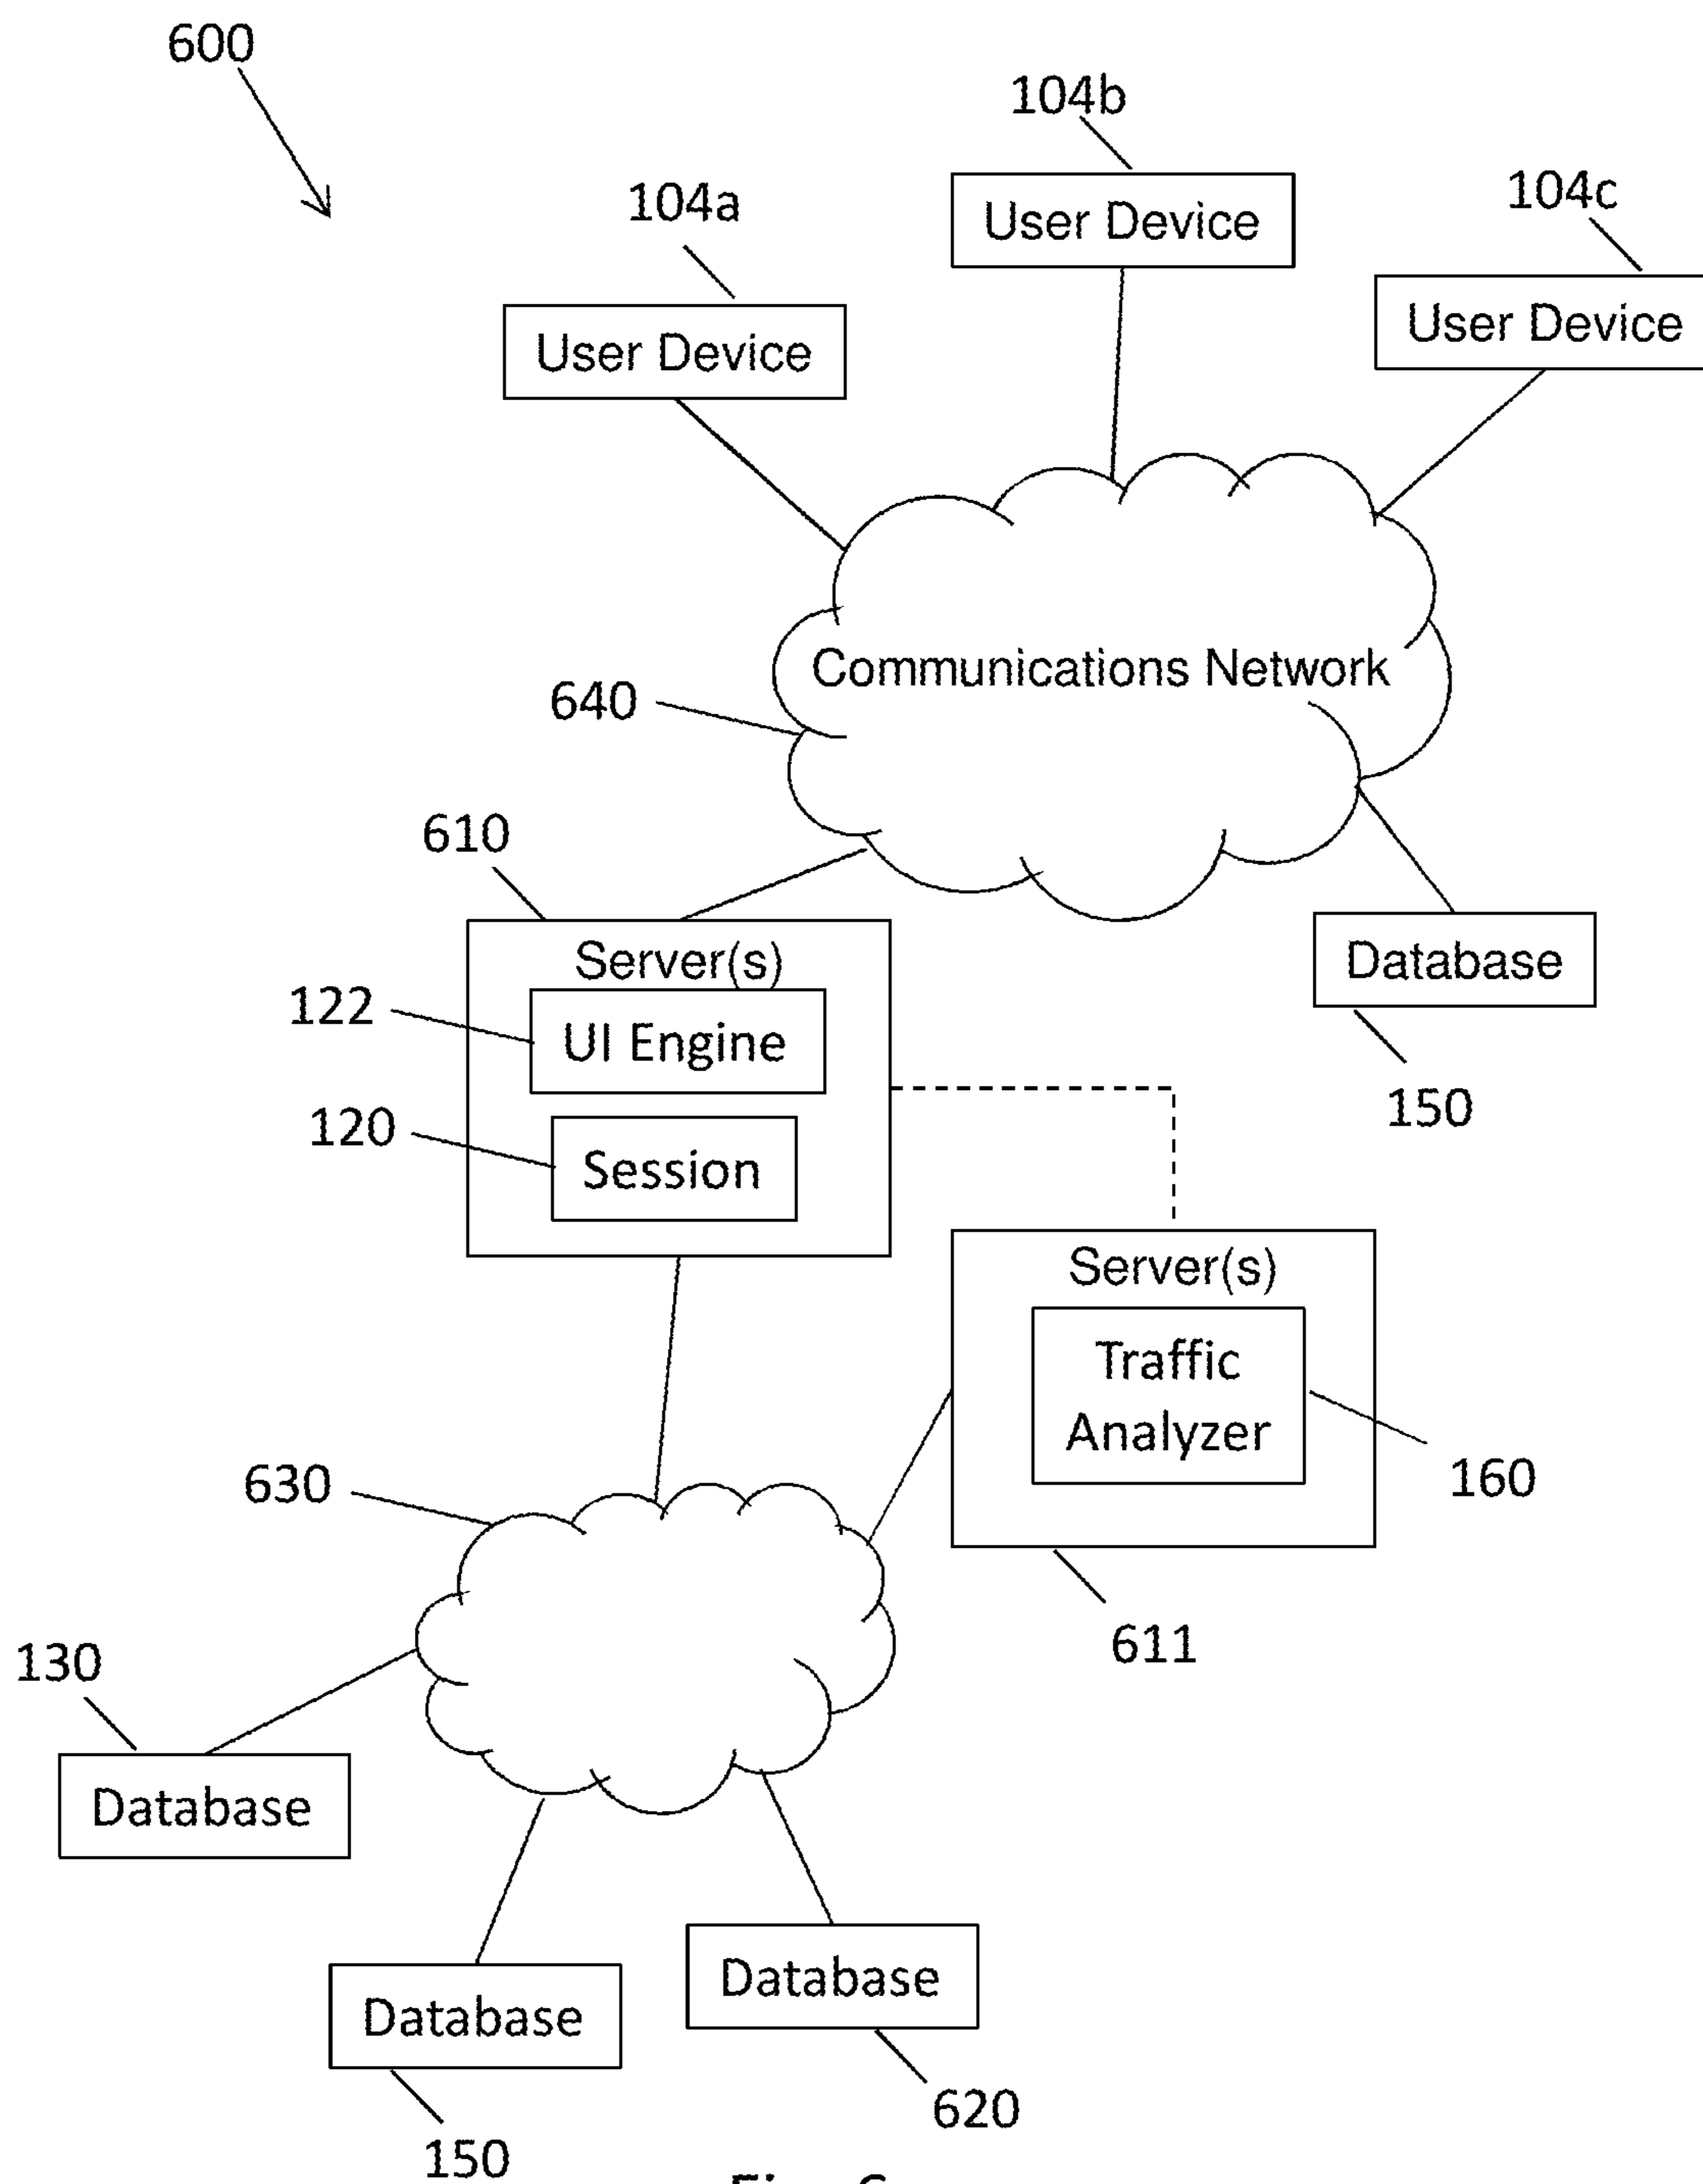 600
104b
104a
104c
User Device
User Device
User Device
Communications Network
640
610
Server(s)
Database
122
UI Engine
150
120
Session
Server(s)
Traffic
Analyzer
630
160
611
130
Database
Database
Database
620
150